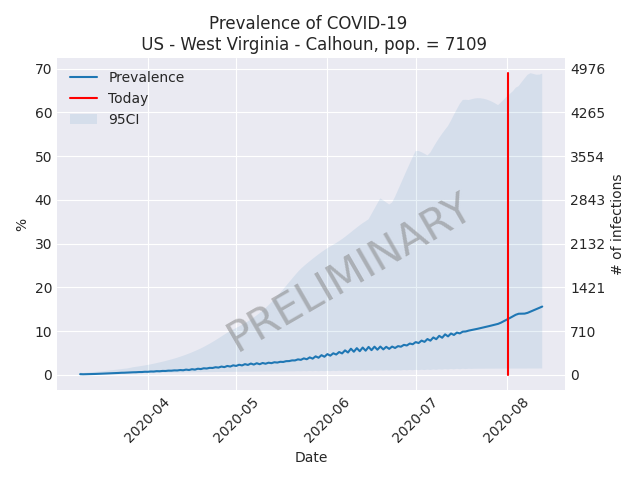 Prevalence of COVID-19
US - West Virginia - Calhoun, pop. = 7109
Prevalence
Today
95CI
PRELIMINARY
%
70
60
50
40
30
20
10
0
4976
4265
3554
2843
2132
1421
710
0
# of infections
2020-04
2020-05
2020-06
2020-07
2020-08
Date